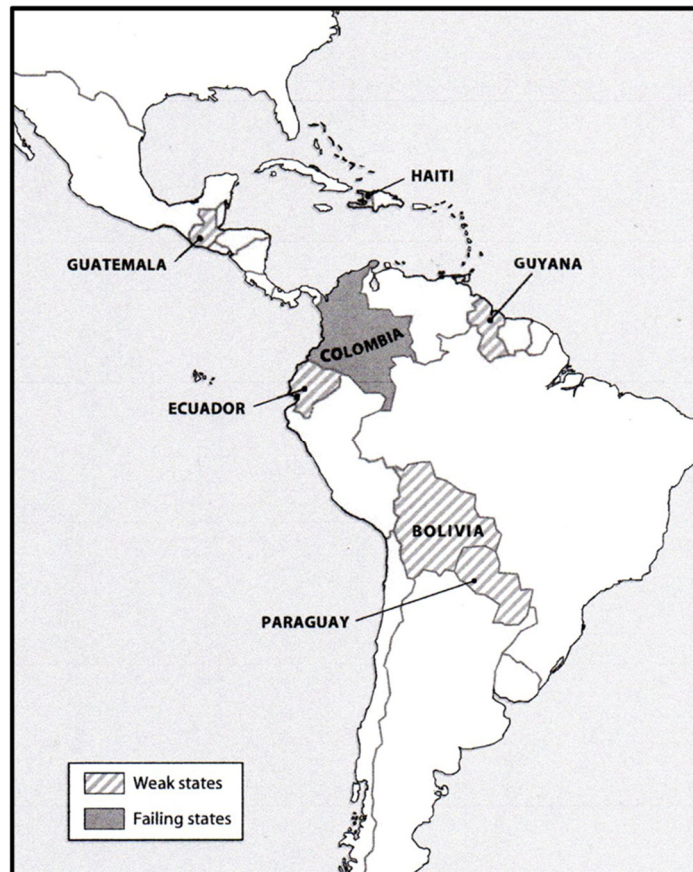 HAITI
GUATEMALA
GUYANA
COLOMBIA
ECUADOR
BOLIVIA
PARAGUAY
Weak states
Failing states